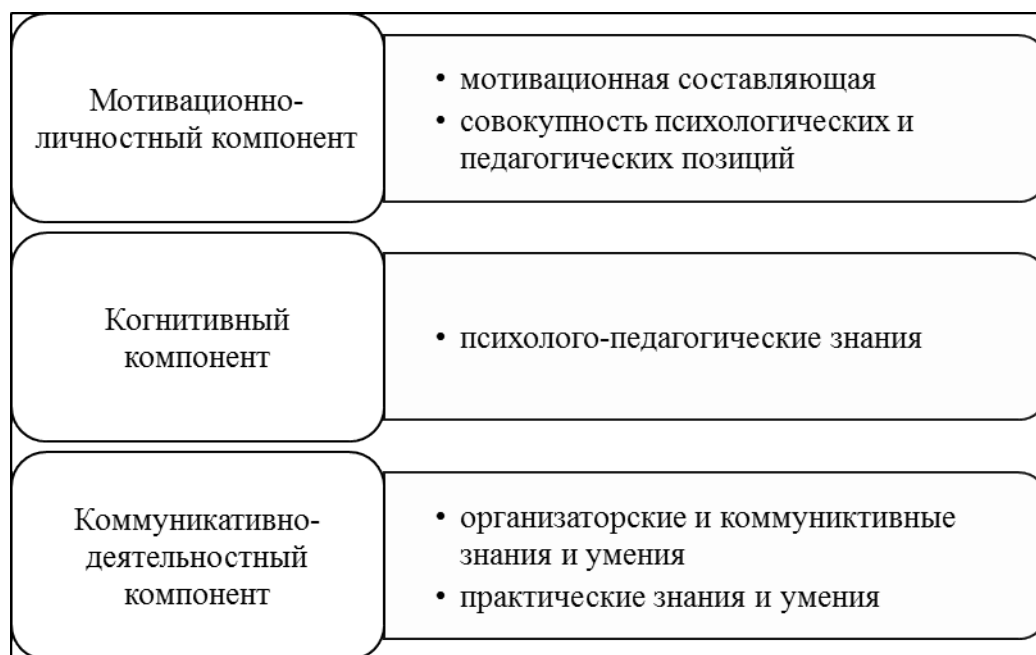 Мотивационно-
личностный компонент
• мотивационная составляющая
• совокупность психологических и
педагогических позиций
Когнитивный
компонент
• психолого-педагогические знания
Коммуникативно-
деятельностный
компонент
• организаторские и коммуниктивные
знания и умения
• практические знания и умения